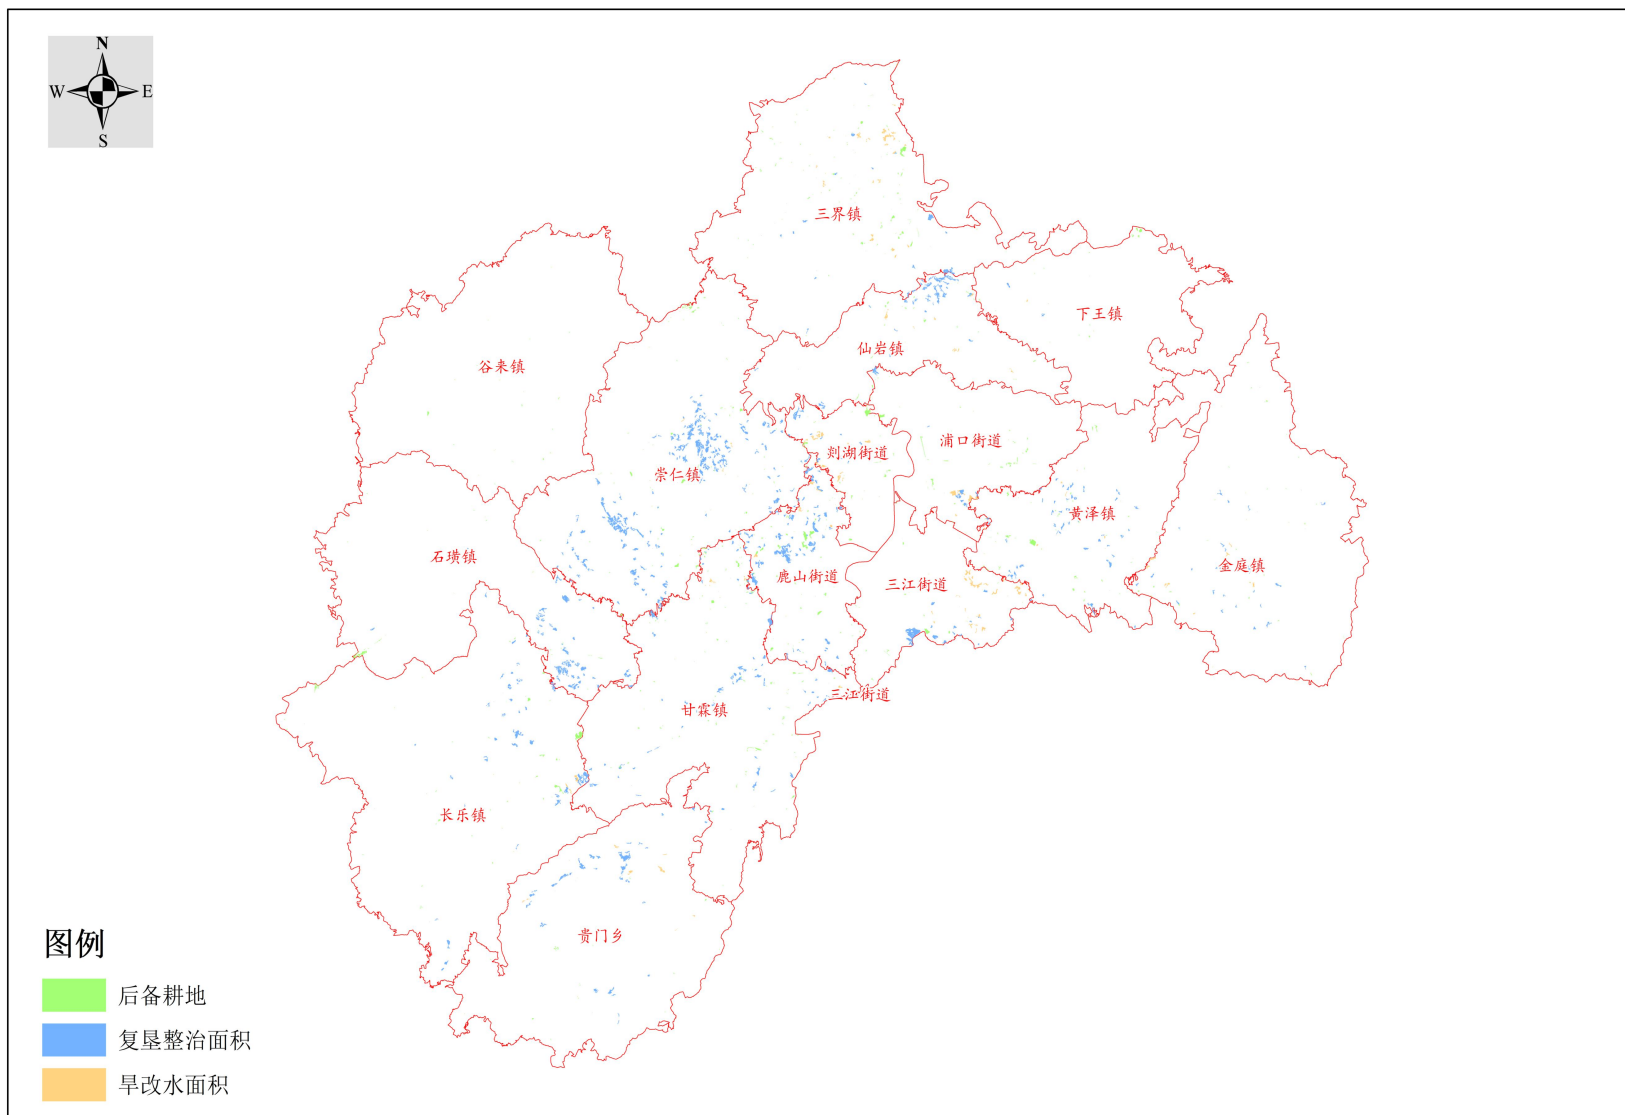 N
W
E
S
三界镇
下王镇
仙岩镇
谷来镇
浦口街道
剡湖街道
崇仁镇
黄泽镇
石璜镇
金庭镇
鹿山街道
三江街道
三江街道
甘霖镇
长乐镇
贵门乡
图例
后备耕地
复垦整治面积
旱改水面积